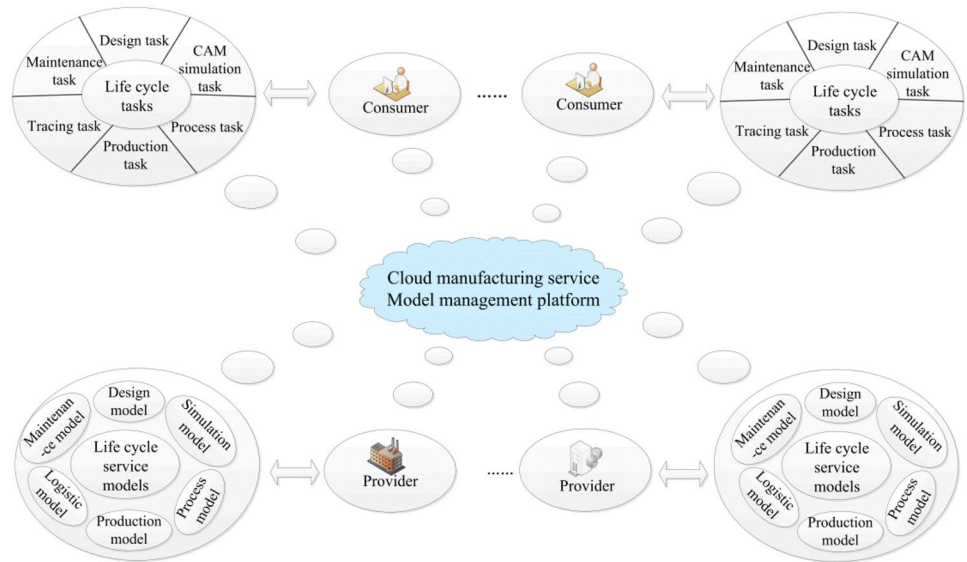 Design task
Maintenance
task
CAM
simulation
task
Life cycle
tasks
Tracing task
Process task
Production
task
Consumer
......
Consumer
Design task
Maintenance
task
CAM
simulation
task
Life cycle
tasks
Tracing task
Process task
Production
task
Cloud manufacturing service
Model management platform
Design
model
Maintenan
-ce model
Simulation
model
Life cycle
service
models
Logistic
model
Process
model
Production
model
Provider
......
Provider
Design
model
Maintenan
-ce model
Simulation
model
Life cycle
service
models
Logistic
model
Process
model
Production
model